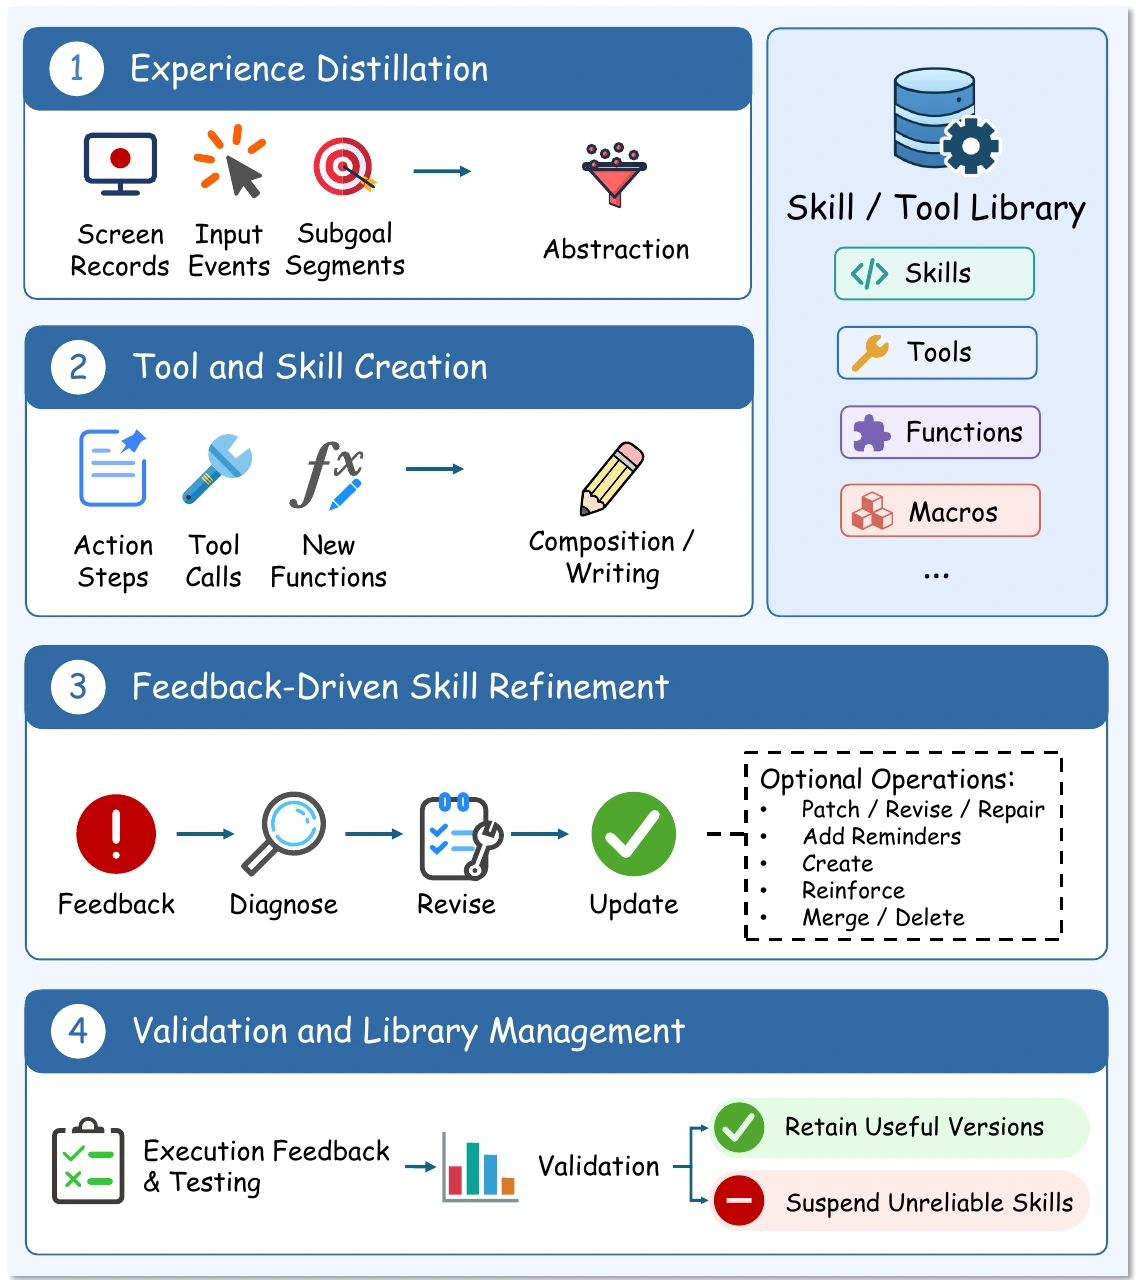 1 Experience Distillation
Screen
Records
Input
Events
Subgoal
Segments
Abstraction
2 Tool and Skill Creation
Action
Steps
Tool
Calls
fx
New
Functions
Composition /
Writing
Skill / Tool Library
</> Skills
Tools
Functions
Macros
...
3 Feedback-Driven Skill Refinement
Feedback
Diagnose
Revise
Update
Optional Operations:
• Patch / Revise / Repair
• Add Reminders
• Create
• Reinforce
• Merge / Delete
4 Validation and Library Management
Execution Feedback
& Testing
Validation
Retain Useful Versions
Suspend Unreliable Skills